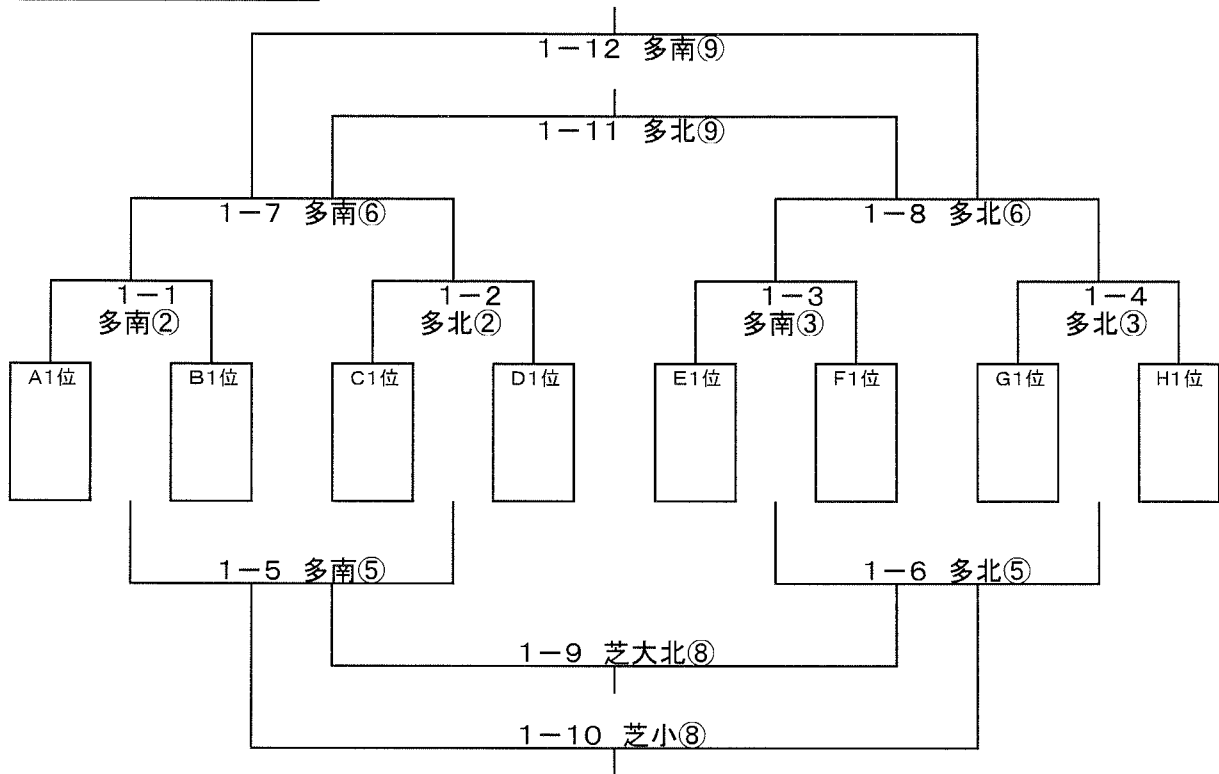 1－12 多南⑨
1－11 多北⑨
1－7 多南⑥
1－8 多北⑥
1－1
多南②
1－2
多北②
1－3
多南③
1－4
多北③
A1位
B1位
C1位
D1位
E1位
F1位
G1位
H1位
1－5 多南⑤
1－6 多北⑤
1－9 芝大北⑧
1－10 芝小⑧